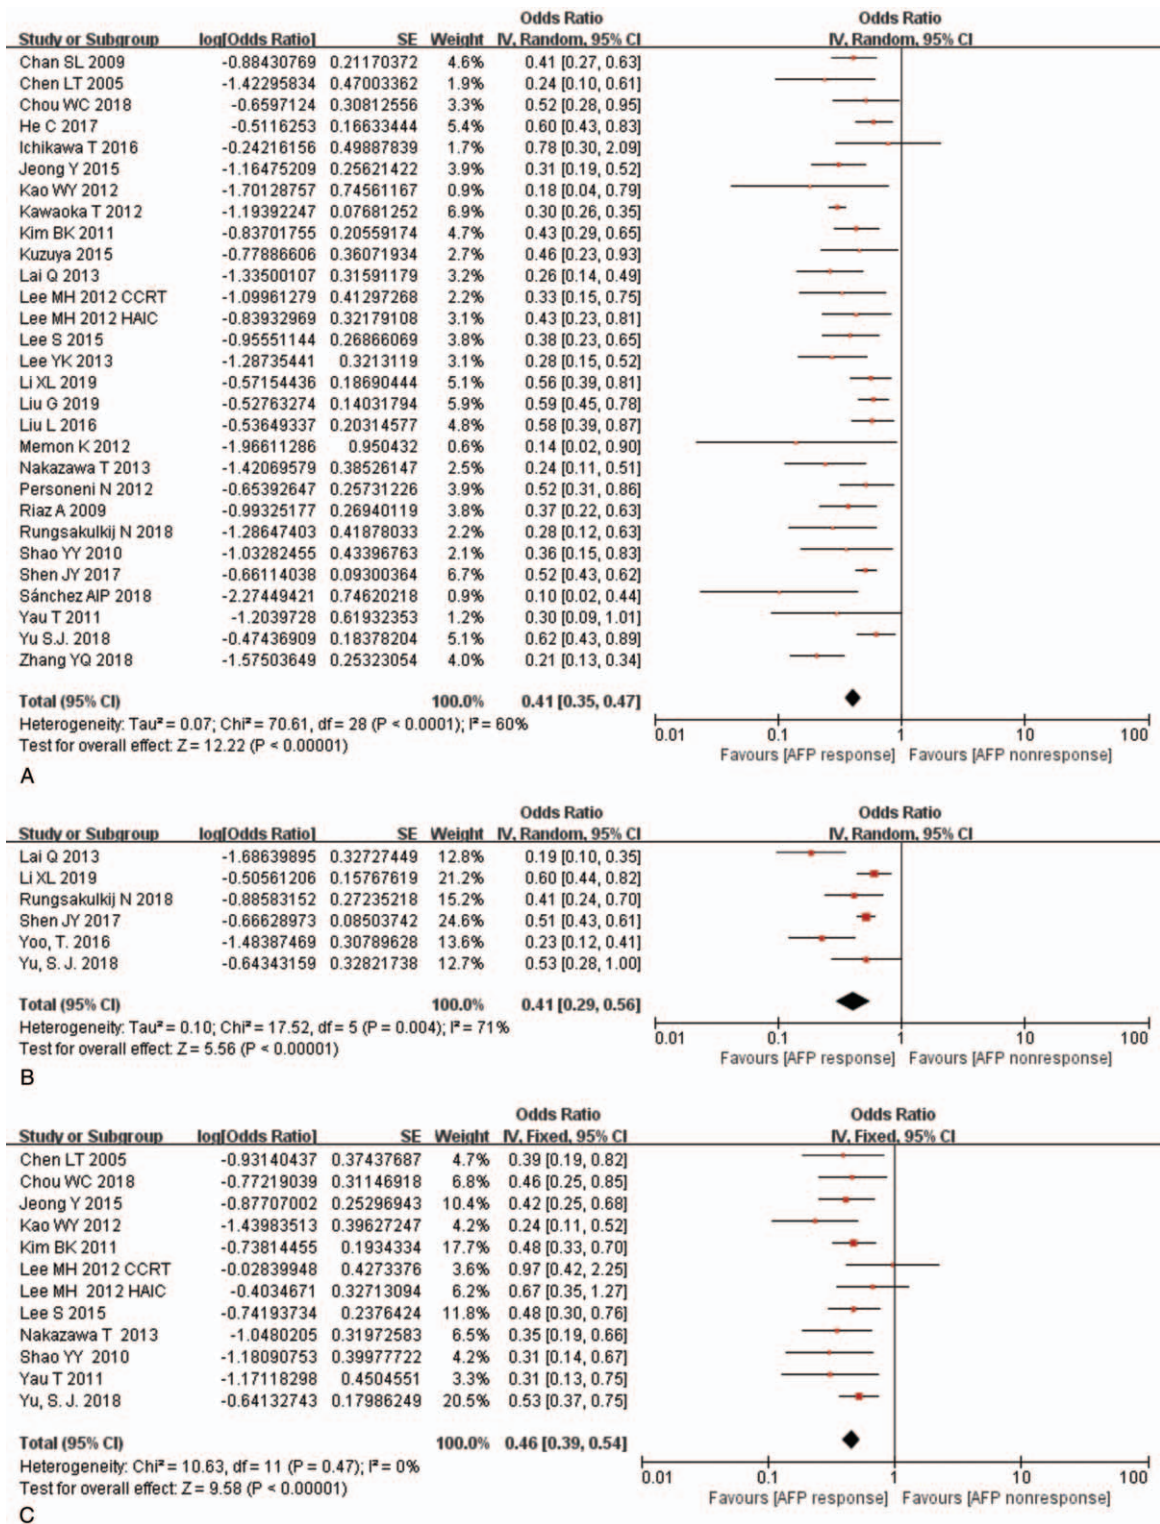 Odds Ratio Odds Ratio
Study or Subgroup log[Odds Ratio] SE Weight IV, Random, 95% CI IV, Random, 95% CI
Chan SL 2009 -0.88430769 0.21170372 4.6% 0.41 [0.27, 0.63]
Chen LT 2005 -1.42295834 0.47003362 1.9% 0.24 [0.10, 0.61]
Chou WC 2018 -0.6597124 0.30812556 3.3% 0.52 [0.28, 0.95]
He C 2017 -0.5116253 0.16633444 5.4% 0.60 [0.43, 0.83]
Ichikawa T 2016 -0.24216156 0.49887839 1.7% 0.78 [0.30, 2.09]
Jeong Y 2015 -1.16475209 0.25621422 3.9% 0.31 [0.19, 0.52]
Kao WY 2012 -1.70128757 0.74561167 0.9% 0.18 [0.04, 0.79]
Kawaoka T 2012 -1.19392247 0.07681252 6.9% 0.30 [0.26, 0.35]
Kim BK 2011 -0.83701755 0.20559174 4.7% 0.43 [0.29, 0.65]
Kuzuya 2015 -0.77886606 0.36071934 2.7% 0.46 [0.23, 0.93]
Lai Q 2013 -1.33500107 0.31591179 3.2% 0.26 [0.14, 0.49]
Lee MH 2012 CCRT -1.09961279 0.41297268 2.2% 0.33 [0.15, 0.75]
Lee MH 2012 HAIC -0.83932969 0.32179108 3.1% 0.43 [0.23, 0.81]
Lee S 2015 -0.95551144 0.26866069 3.8% 0.38 [0.23, 0.65]
Lee YK 2013 -1.28735441 0.3213119 3.1% 0.28 [0.15, 0.52]
Li XL 2019 -0.57154436 0.18690444 5.1% 0.56 [0.39, 0.81]
Liu G 2019 -0.52763274 0.14031794 5.9% 0.59 [0.45, 0.78]
Liu L 2016 -0.53649337 0.20314577 4.8% 0.58 [0.39, 0.87]
Memon K 2012 -1.96611286 0.950432 0.6% 0.14 [0.02, 0.90]
Nakazawa T 2013 -1.42069579 0.38526147 2.5% 0.24 [0.11, 0.51]
Personeni N 2012 -0.65392647 0.25731226 3.9% 0.52 [0.31, 0.86]
Riaz A 2009 -0.99325177 0.26940119 3.8% 0.37 [0.22, 0.63]
Rungsakulkij N 2018 -1.28647403 0.41878033 2.2% 0.28 [0.12, 0.63]
Shao YY 2010 -1.03282455 0.43396763 2.1% 0.36 [0.15, 0.83]
Shen JY 2017 -0.66114038 0.09300364 6.7% 0.52 [0.43, 0.62]
Sánchez AIP 2018 -2.27449421 0.74620218 0.9% 0.10 [0.02, 0.44]
Yau T 2011 -1.2039728 0.61932353 1.2% 0.30 [0.09, 1.01]
Yu S.J. 2018 -0.47436909 0.18378204 5.1% 0.62 [0.43, 0.89]
Zhang YQ 2018 -1.57503649 0.25323054 4.0% 0.21 [0.13, 0.34]
Total (95% CI) 100.0% 0.41 [0.35, 0.47]
Heterogeneity: Tau² = 0.07; Chi² = 70.61, df = 28 (P < 0.0001); I² = 60%
Test for overall effect: Z = 12.22 (P < 0.00001)
0.01 0.1 1 10 100
Favours [AFP response] Favours [AFP nonresponse]
A
Odds Ratio Odds Ratio
Study or Subgroup log[Odds Ratio] SE Weight IV, Random, 95% CI IV, Random, 95% CI
Lai Q 2013 -1.68639895 0.32727449 12.8% 0.19 [0.10, 0.35]
Li XL 2019 -0.50561206 0.15767619 21.2% 0.60 [0.44, 0.82]
Rungsakulkij N 2018 -0.88583152 0.27235218 15.2% 0.41 [0.24, 0.70]
Shen JY 2017 -0.66628973 0.08503742 24.6% 0.51 [0.43, 0.61]
Yoo, T. 2016 -1.48387469 0.30789628 13.6% 0.23 [0.12, 0.41]
Yu, S. J. 2018 -0.64343159 0.32821738 12.7% 0.53 [0.28, 1.00]
Total (95% CI) 100.0% 0.41 [0.29, 0.56]
Heterogeneity: Tau² = 0.10; Chi² = 17.52, df = 5 (P = 0.004); I² = 71%
Test for overall effect: Z = 5.56 (P < 0.00001)
0.01 0.1 1 10 100
Favours [AFP response] Favours [AFP nonresponse]
B
Odds Ratio Odds Ratio
Study or Subgroup log[Odds Ratio] SE Weight IV, Fixed, 95% CI IV, Fixed, 95% CI
Chen LT 2005 -0.93140437 0.37437687 4.7% 0.39 [0.19, 0.82]
Chou WC 2018 -0.77219039 0.31146918 6.8% 0.46 [0.25, 0.85]
Jeong Y 2015 -0.87707002 0.25296943 10.4% 0.42 [0.25, 0.68]
Kao WY 2012 -1.43983513 0.39627247 4.2% 0.24 [0.11, 0.52]
Kim BK 2011 -0.73814455 0.1934334 17.7% 0.48 [0.33, 0.70]
Lee MH 2012 CCRT -0.02839948 0.4273376 3.6% 0.97 [0.42, 2.25]
Lee MH 2012 HAIC -0.4034671 0.32713094 6.2% 0.67 [0.35, 1.27]
Lee S 2015 -0.74193734 0.2376424 11.8% 0.48 [0.30, 0.76]
Nakazawa T 2013 -1.0480205 0.31972583 6.5% 0.35 [0.19, 0.66]
Shao YY 2010 -1.18090753 0.39977722 4.2% 0.31 [0.14, 0.67]
Yau T 2011 -1.17118298 0.4504551 3.3% 0.31 [0.13, 0.75]
Yu, S. J. 2018 -0.64132743 0.17986249 20.5% 0.53 [0.37, 0.75]
Total (95% CI) 100.0% 0.46 [0.39, 0.54]
Heterogeneity: Chi² = 10.63, df = 11 (P = 0.47); I² = 0%
Test for overall effect: Z = 9.58 (P < 0.00001)
0.01 0.1 1 10 100
Favours [AFP response] Favours [AFP nonresponse]
C